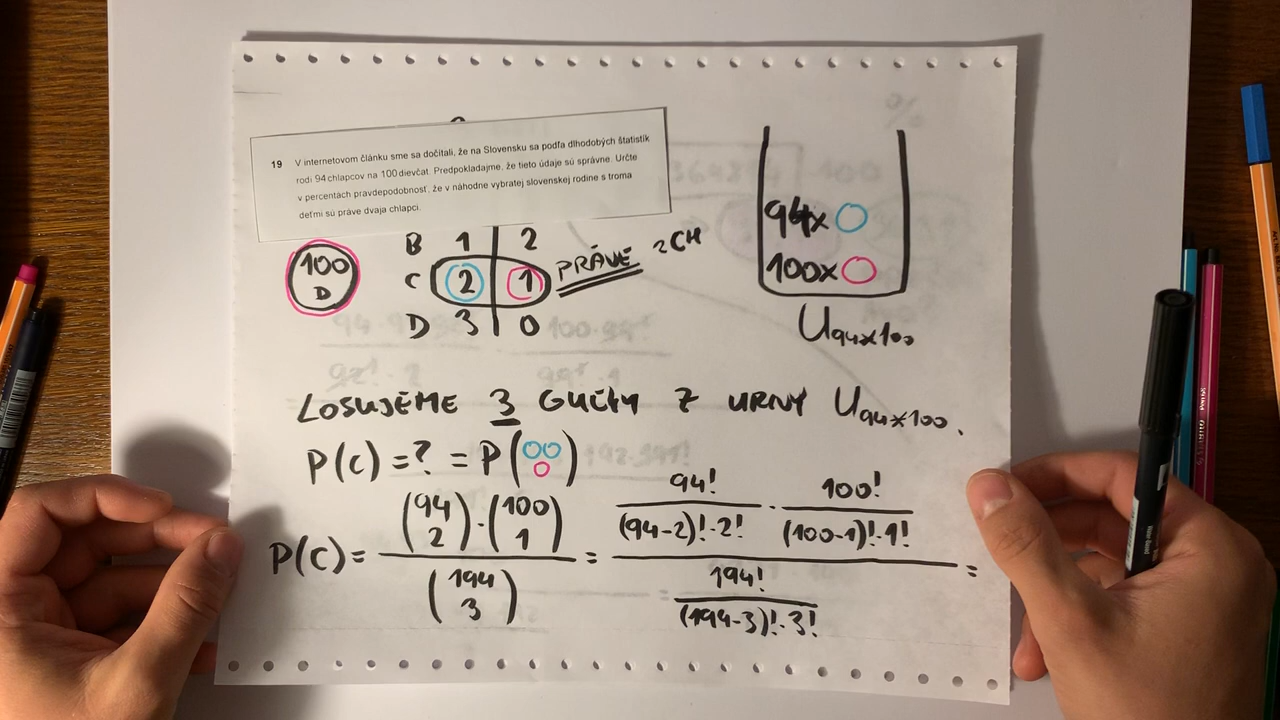 19 V internetovom článku sme sa dočítali, že na Slovensku sa podľa dlhodobých štatistík
rodí 94 chlapcov na 100 dievčat. Predpokladajme, že tieto údaje sú správne. Určte
v percentách pravdepodobnosť, že v náhodne vybratej slovenskej rodine s troma
deťmi sú práve dvaja chlapci.
100
D
B 1 2
C 2 1 PRÁVE 2CH
D 3 0
94x
100x
U94x100
LOSUJEME 3 GUĽKY Z URNY U94x100.
P(C) = ? = P( )
P(C) = (94 2) · (100 1) / (194 3) = 94! / (94-2)!·2! · 100! / (100-1)!·1! / 194! / (194-3)!·3! =